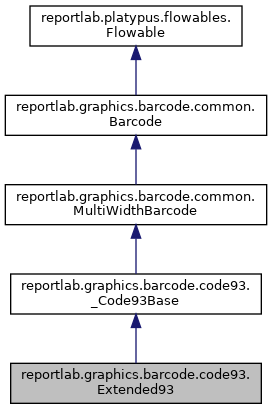 reportlab.platypus.flowables.
Flowable
reportlab.graphics.barcode.common.
Barcode
reportlab.graphics.barcode.common.
MultiWidthBarcode
reportlab.graphics.barcode.code93.
_Code93Base
reportlab.graphics.barcode.code93.
Extended93